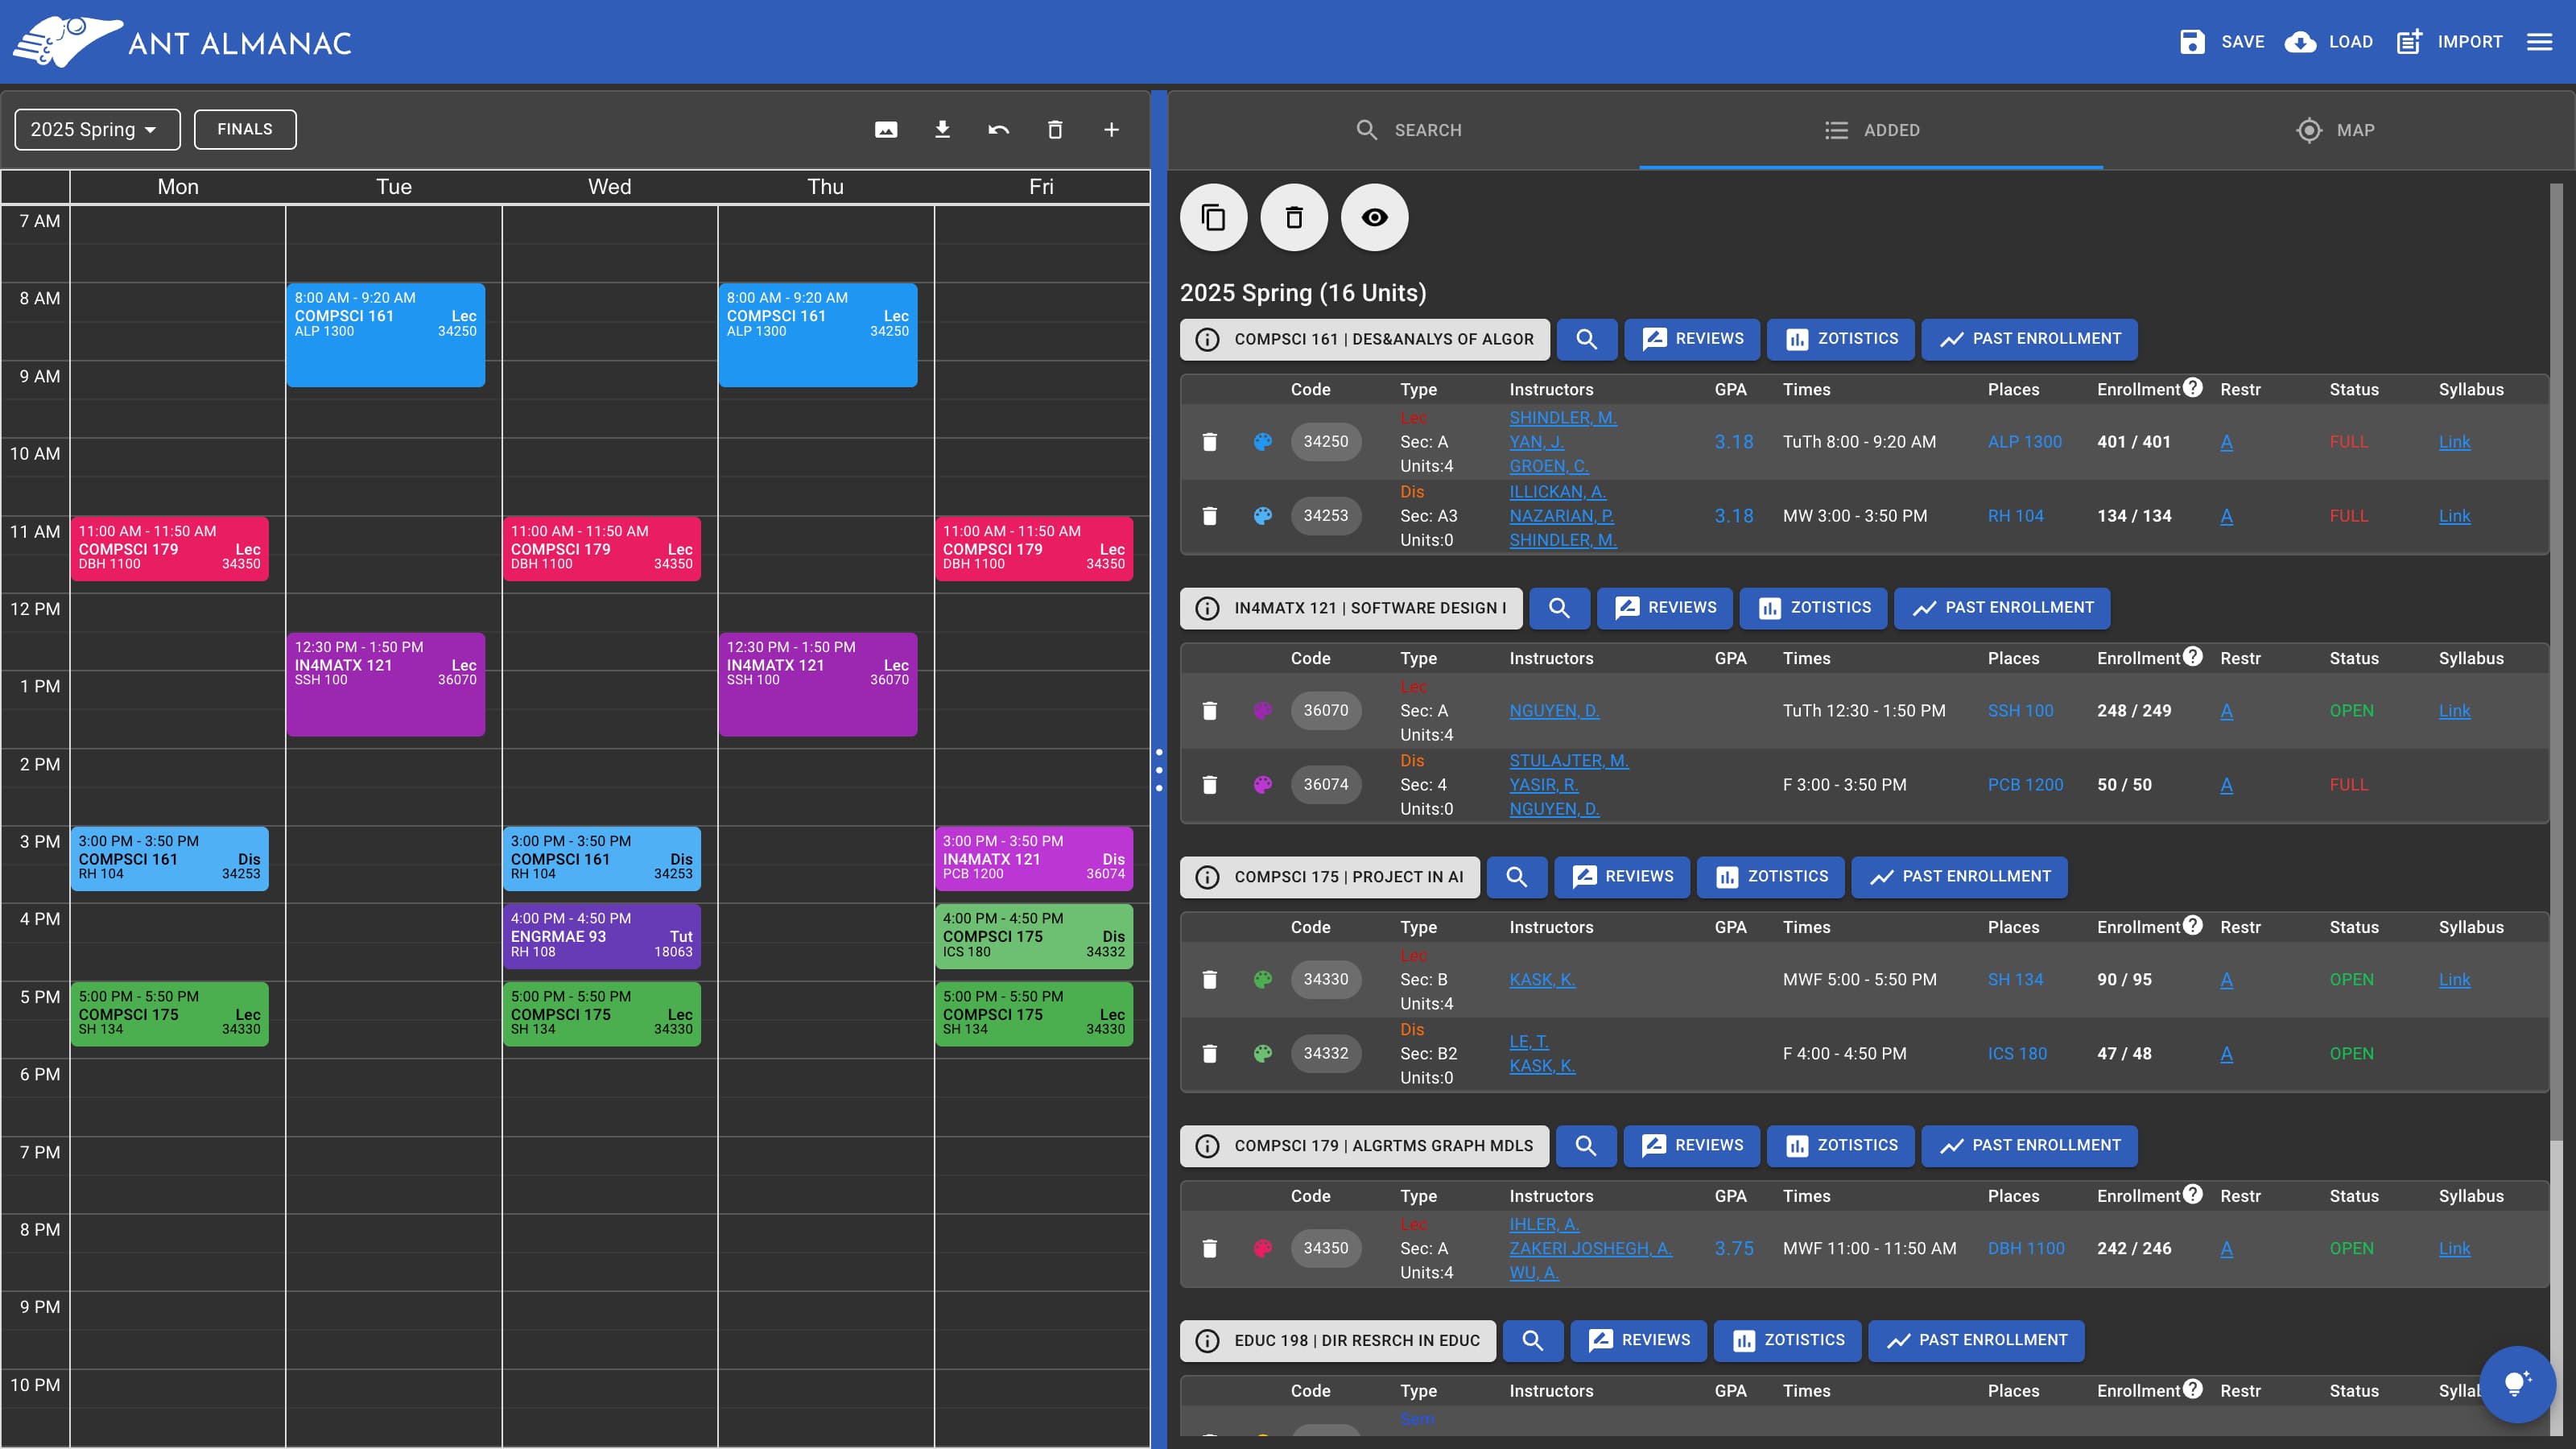 ANT ALMANAC
SAVE
LOAD
IMPORT
2025 Spring
FINALS
Mon Tue Wed Thu Fri
7 AM
8 AM
9 AM
10 AM
11 AM
12 PM
1 PM
2 PM
3 PM
4 PM
5 PM
6 PM
7 PM
8 PM
9 PM
10 PM
11:00 AM - 11:50 AM
COMPSCI 179 Lec
DBH 1100 34350
3:00 PM - 3:50 PM
COMPSCI 161 Dis
RH 104 34253
5:00 PM - 5:50 PM
COMPSCI 175 Lec
SH 134 34330
8:00 AM - 9:20 AM
COMPSCI 161 Lec
ALP 1300 34250
12:30 PM - 1:50 PM
IN4MATX 121 Lec
SSH 100 36070
11:00 AM - 11:50 AM
COMPSCI 179 Lec
DBH 1100 34350
3:00 PM - 3:50 PM
COMPSCI 161 Dis
RH 104 34253
4:00 PM - 4:50 PM
ENGRMAE 93 Tut
RH 108 18063
5:00 PM - 5:50 PM
COMPSCI 175 Lec
SH 134 34330
8:00 AM - 9:20 AM
COMPSCI 161 Lec
ALP 1300 34250
12:30 PM - 1:50 PM
IN4MATX 121 Lec
SSH 100 36070
11:00 AM - 11:50 AM
COMPSCI 179 Lec
DBH 1100 34350
3:00 PM - 3:50 PM
IN4MATX 121 Dis
PCB 1200 36074
4:00 PM - 4:50 PM
COMPSCI 175 Dis
ICS 180 34332
5:00 PM - 5:50 PM
COMPSCI 175 Lec
SH 134 34330
SEARCH
ADDED
MAP
2025 Spring (16 Units)
COMPSCI 161 | DES&ANALYS OF ALGOR REVIEWS ZOTISTICS PAST ENROLLMENT
Code Type Instructors GPA Times Places Enrollment ? Restr Status Syllabus
Lec SHINDLER, M.
34250 Sec: A YAN, J. 3.18 TuTh 8:00 - 9:20 AM ALP 1300 401 / 401 A FULL Link
Units:4 GROEN, C.
Dis ILLICKAN, A.
34253 Sec: A3 NAZARIAN, P. 3.18 MW 3:00 - 3:50 PM RH 104 134 / 134 A FULL Link
Units:0 SHINDLER, M.
IN4MATX 121 | SOFTWARE DESIGN I REVIEWS ZOTISTICS PAST ENROLLMENT
Code Type Instructors GPA Times Places Enrollment ? Restr Status Syllabus
Lec
36070 Sec: A NGUYEN, D. TuTh 12:30 - 1:50 PM SSH 100 248 / 249 A OPEN Link
Units:4
Dis STULAJTER, M.
36074 Sec: 4 YASIR, R. F 3:00 - 3:50 PM PCB 1200 50 / 50 A FULL
Units:0 NGUYEN, D.
COMPSCI 175 | PROJECT IN AI REVIEWS ZOTISTICS PAST ENROLLMENT
Code Type Instructors GPA Times Places Enrollment ? Restr Status Syllabus
Lec
34330 Sec: B KASK, K. MWF 5:00 - 5:50 PM SH 134 90 / 95 A OPEN Link
Units:4
Dis LE, T.
34332 Sec: B2 KASK, K. F 4:00 - 4:50 PM ICS 180 47 / 48 A OPEN
Units:0
COMPSCI 179 | ALGRTMS GRAPH MDLS REVIEWS ZOTISTICS PAST ENROLLMENT
Code Type Instructors GPA Times Places Enrollment ? Restr Status Syllabus
Lec IHLER, A.
34350 Sec: A ZAKERI JOSHEGH, A. 3.75 MWF 11:00 - 11:50 AM DBH 1100 242 / 246 A OPEN Link
Units:4 WU, A.
EDUC 198 | DIR RESRCH IN EDUC REVIEWS ZOTISTICS PAST ENROLLMENT
Code Type Instructors GPA Times Places Enrollment ? Restr Status
Sem